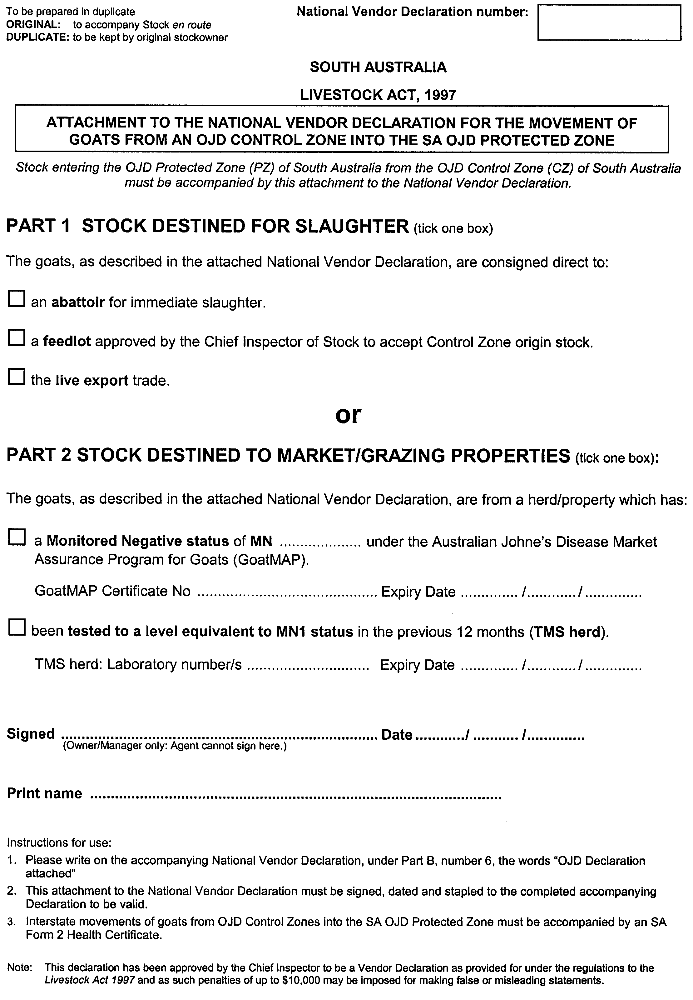 To be prepared in duplicate
ORIGINAL: to accompany Stock en route
DUPLICATE: to be kept by original stockowner
National Vendor Declaration number:
SOUTH AUSTRALIA
LIVESTOCK ACT, 1997
ATTACHMENT TO THE NATIONAL VENDOR DECLARATION FOR THE MOVEMENT OF
GOATS FROM AN OJD CONTROL ZONE INTO THE SA OJD PROTECTED ZONE
Stock entering the OJD Protected Zone (PZ) of South Australia from the OJD Control Zone (CZ) of South Australia
must be accompanied by this attachment to the National Vendor Declaration.
PART 1 STOCK DESTINED FOR SLAUGHTER (tick one box)
The goats, as described in the attached National Vendor Declaration, are consigned direct to:
an abattoir for immediate slaughter.
a feedlot approved by the Chief Inspector of Stock to accept Control Zone origin stock.
the live export trade.
or
PART 2 STOCK DESTINED TO MARKET/GRAZING PROPERTIES (tick one box):
The goats, as described in the attached National Vendor Declaration, are from a herd/property which has:
a Monitored Negative status of MN .................... under the Australian Johne's Disease Market
Assurance Program for Goats (GoatMAP).
GoatMAP Certificate No ............................................ Expiry Date .............. /............/..............
been tested to a level equivalent to MN1 status in the previous 12 months (TMS herd).
TMS herd: Laboratory number/s .............................. Expiry Date .............. /............/..............
Signed .............................................................................. Date............/ ........... /..............
(Owner/Manager only: Agent cannot sign here.)
Print name ....................................................................................................
Instructions for use:
1. Please write on the accompanying National Vendor Declaration, under Part B, number 6, the words “OJD Declaration
attached”
2. This attachment to the National Vendor Declaration must be signed, dated and stapled to the completed accompanying
Declaration to be valid.
3. Interstate movements of goats from OJD Control Zones into the SA OJD Protected Zone must be accompanied by an SA
Form 2 Health Certificate.
Note: This declaration has been approved by the Chief Inspector to be a Vendor Declaration as provided for under the regulations to the
Livestock Act 1997 and as such penalties of up to $10,000 may be imposed for making false or misleading statements.